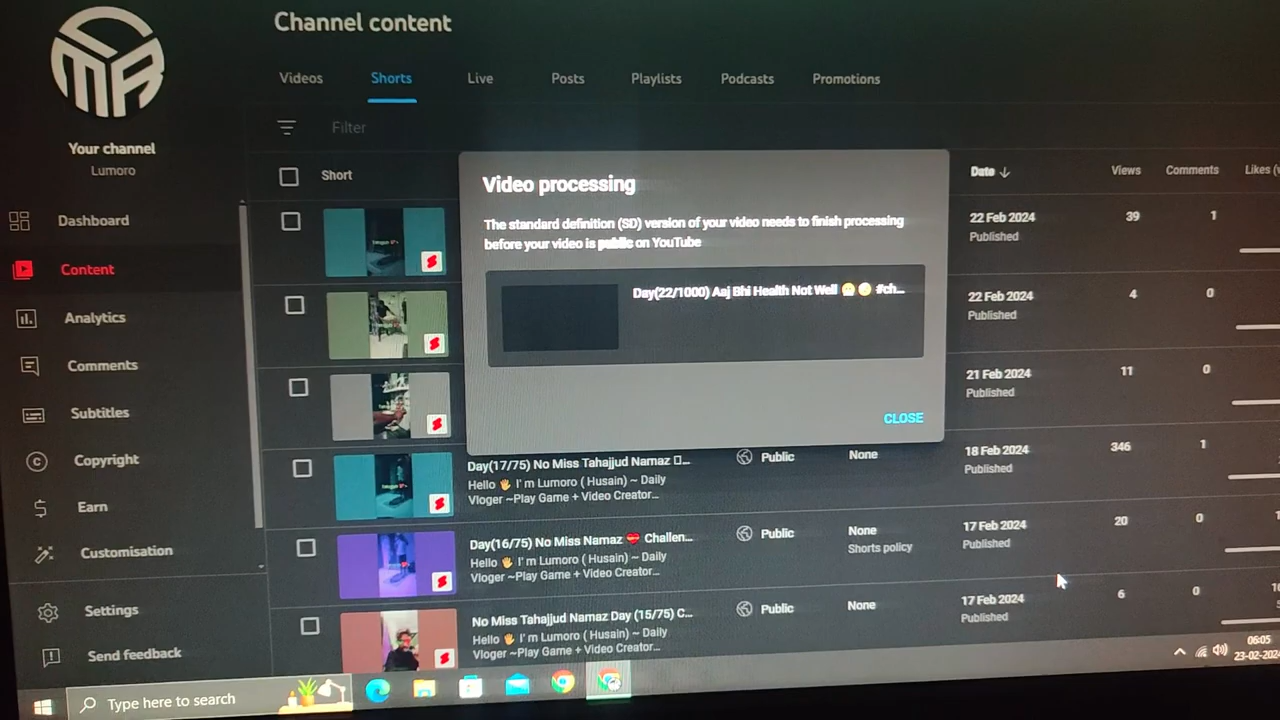 Channel content
MR
Videos Shorts Live Posts Playlists Podcasts Promotions
Your channel
Lumoro
Filter
Short
Date
Views
Comments
Likes
Dashboard
Content
Analytics
Comments
Subtitles
Copyright
Earn
Customisation
Settings
Send feedback
Video processing
The standard definition (SD) version of your video needs to finish processing
before your video is public on YouTube
Day(22/1000) Aaj Bhi Health Not Well 😷 🤒 #ch...
CLOSE
22 Feb 2024 39 1
Published
22 Feb 2024 4 0
Published
21 Feb 2024 11 0
Published
Day(17/75) No Miss Tahajjud Namaz ... Public None 18 Feb 2024 346 1
Hello 🖐 I' m Lumoro ( Husain) ~ Daily Published
Vloger ~Play Game + Video Creator...
Day(16/75) No Miss Namaz 💝 Challen... Public None 17 Feb 2024 20 0
Hello 🖐 I' m Lumoro ( Husain) ~ Daily Shorts policy Published
Vloger ~Play Game + Video Creator...
No Miss Tahajjud Namaz Day (15/75) C... Public None 17 Feb 2024 6 0
Hello 🖐 I' m Lumoro ( Husain) ~ Daily Published
Vloger ~Play Game + Video Creator...
Type here to search
06:05
23-02-2024